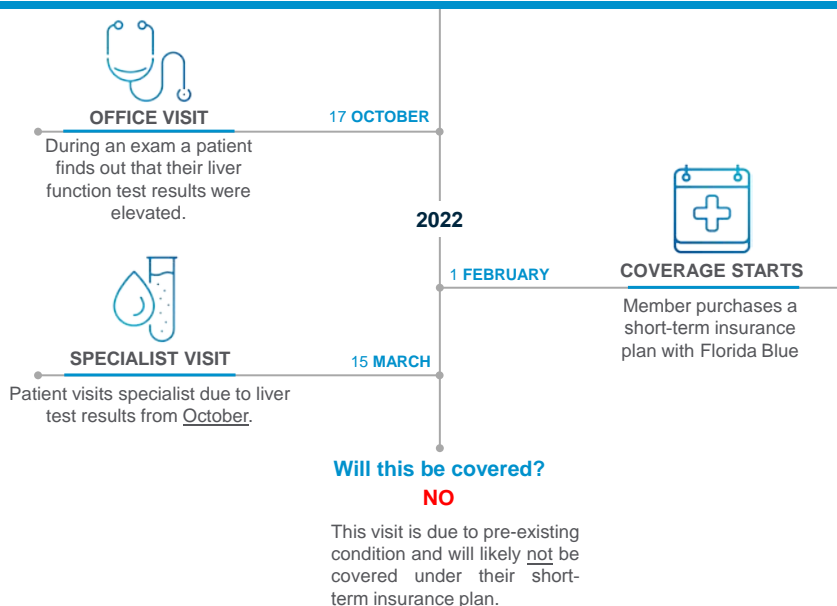 OFFICE VISIT
17 OCTOBER
During an exam a patient
finds out that their liver
function test results were
elevated.
2022
1 FEBRUARY
COVERAGE STARTS
Member purchases a
short-term insurance
plan with Florida Blue
SPECIALIST VISIT
15 MARCH
Patient visits specialist due to liver
test results from October.
Will this be covered?
NO
This visit is due to pre-existing
condition and will likely not be
covered under their short-
term insurance plan.